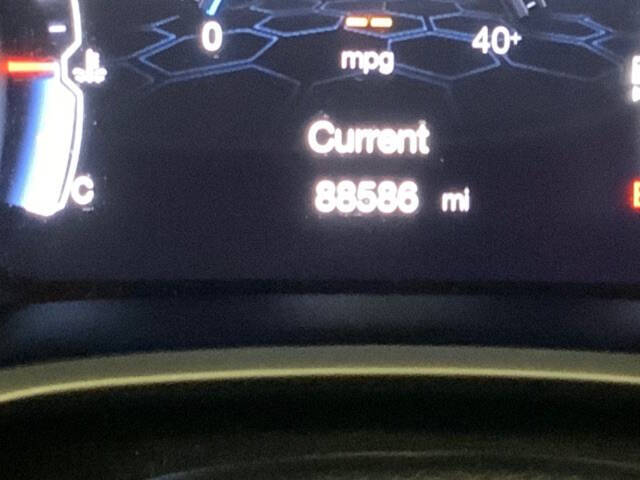 0 -- 40+
mpg
Current
88586 mi
C